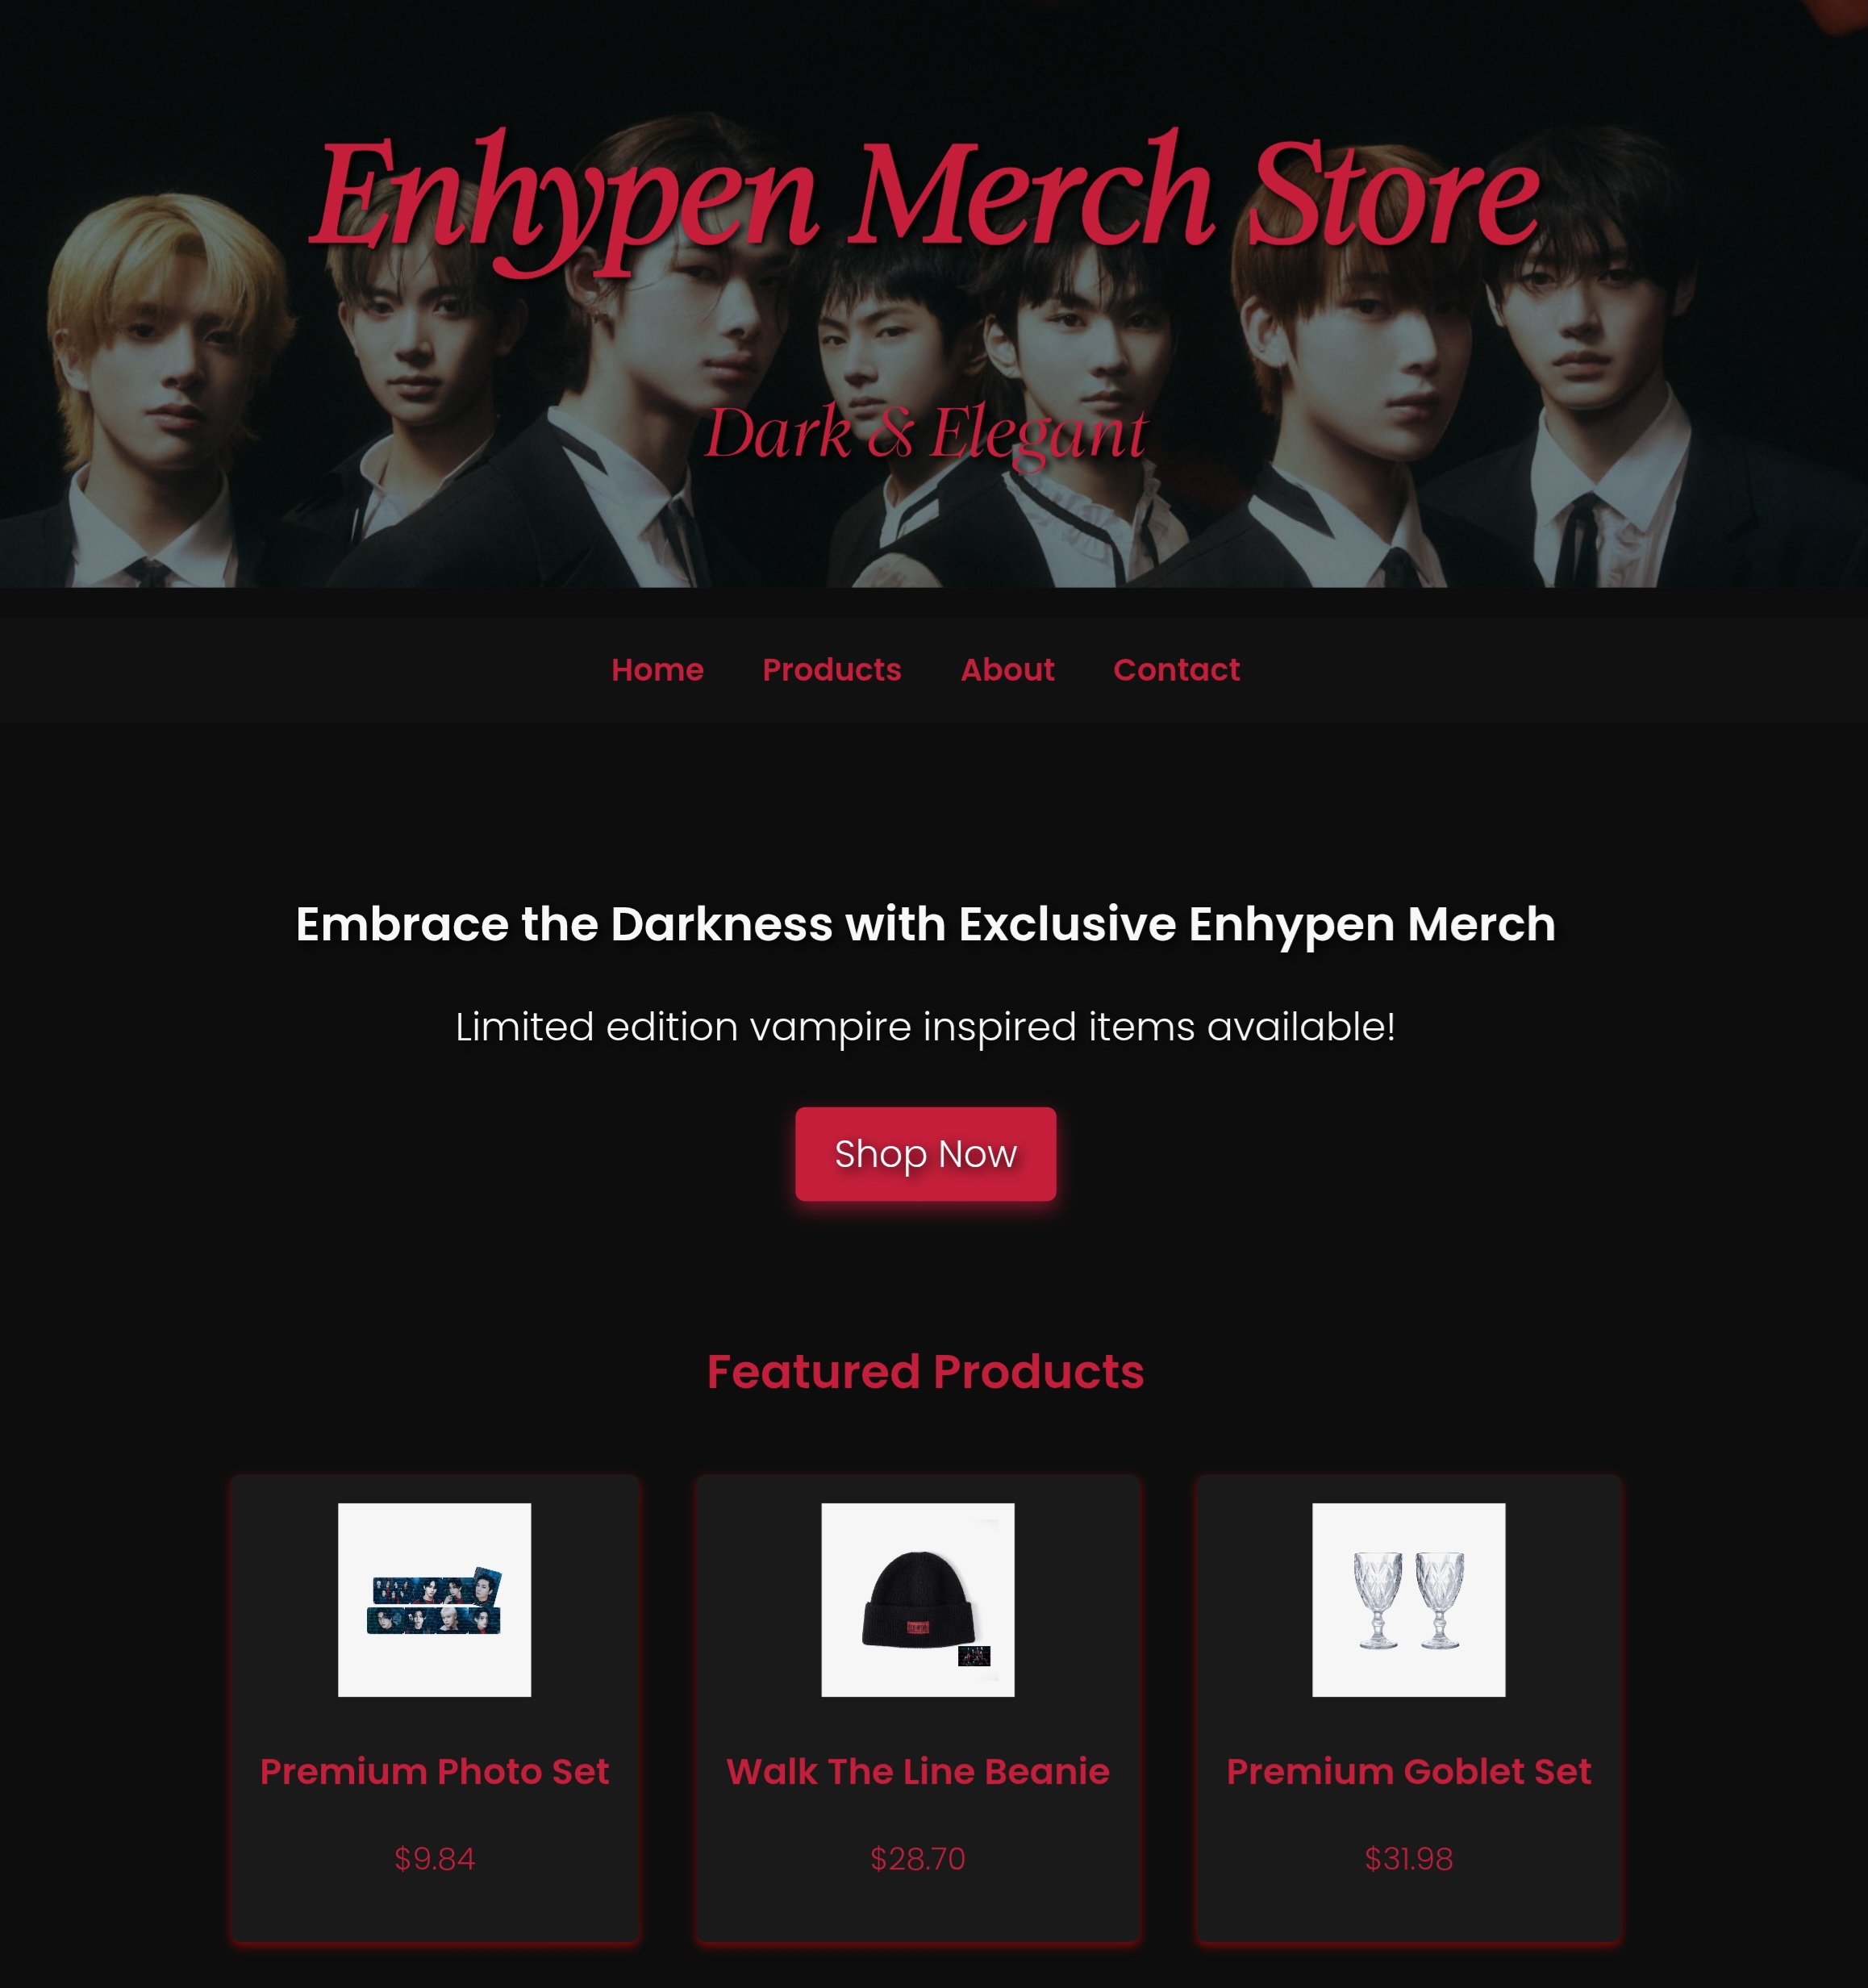 Enhypen Merch Store
Dark & Elegant
Home Products About Contact
Embrace the Darkness with Exclusive Enhypen Merch
Limited edition vampire inspired items available!
Shop Now
Featured Products
Premium Photo Set
$9.84
Walk The Line Beanie
$28.70
Premium Goblet Set
$31.98